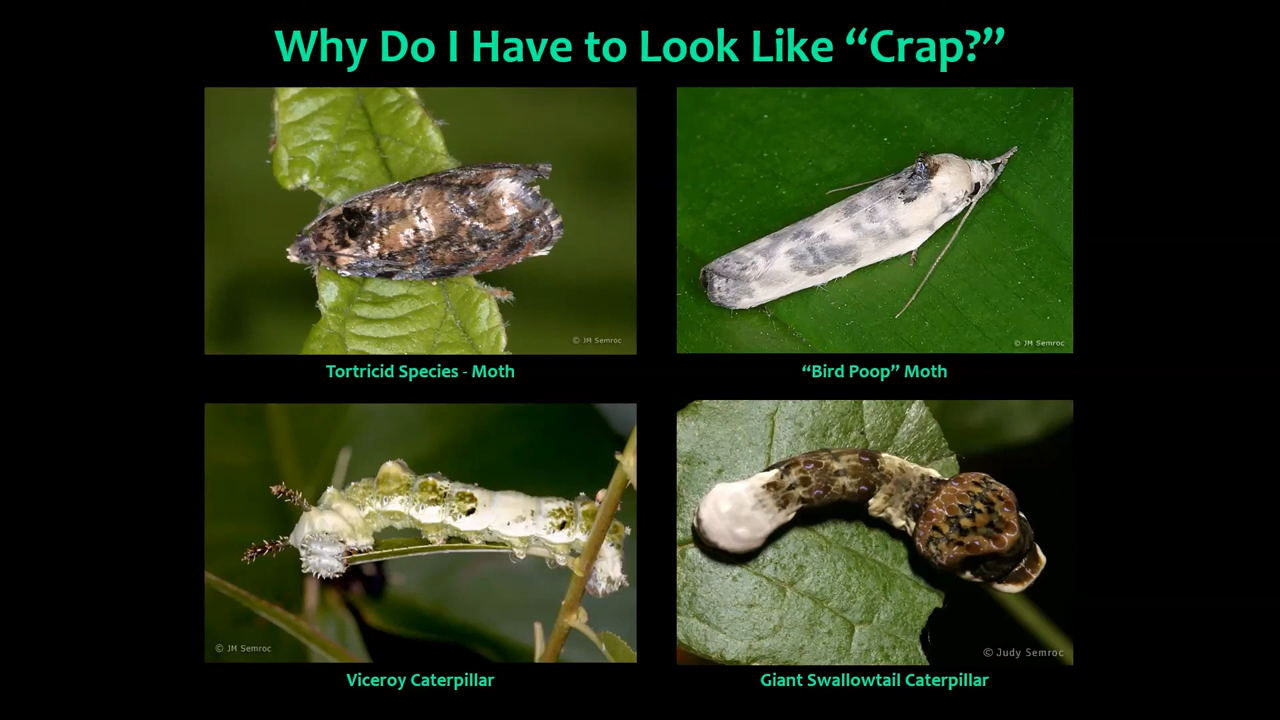 Why Do I Have to Look Like “Crap?”
© JM Semroc
© JM Semroc
Tortricid Species - Moth
“Bird Poop” Moth
© JM Semroc
© Judy Semroc
Viceroy Caterpillar
Giant Swallowtail Caterpillar